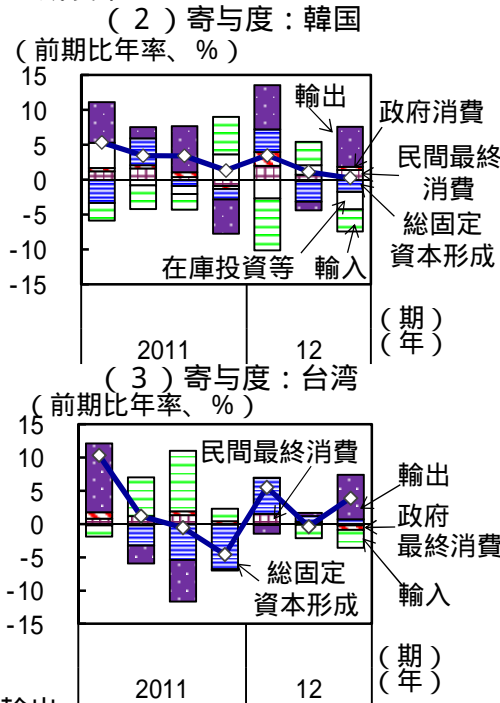 （２）寄与度：韓国
（前期比年率、％）
15
10
5
0
-5
-10
-15
輸出
政府消費
民間最終
消費
総固定
資本形成
在庫投資等
輸入
（期）
（年）
2011
12
（３）寄与度：台湾
（前期比年率、％）
15
10
5
0
-5
-10
-15
民間最終消費
輸出
政府
最終消費
総固定
資本形成
輸入
（期）
（年）
2011
12